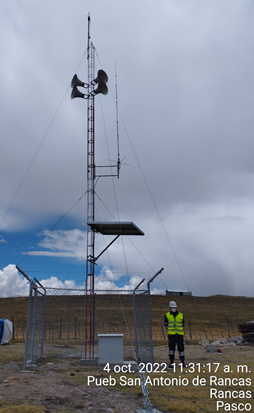 4 oct. 2022 11:31:17 a. m.
Pueb San Antonio de Rancas
Rancas
Pasco